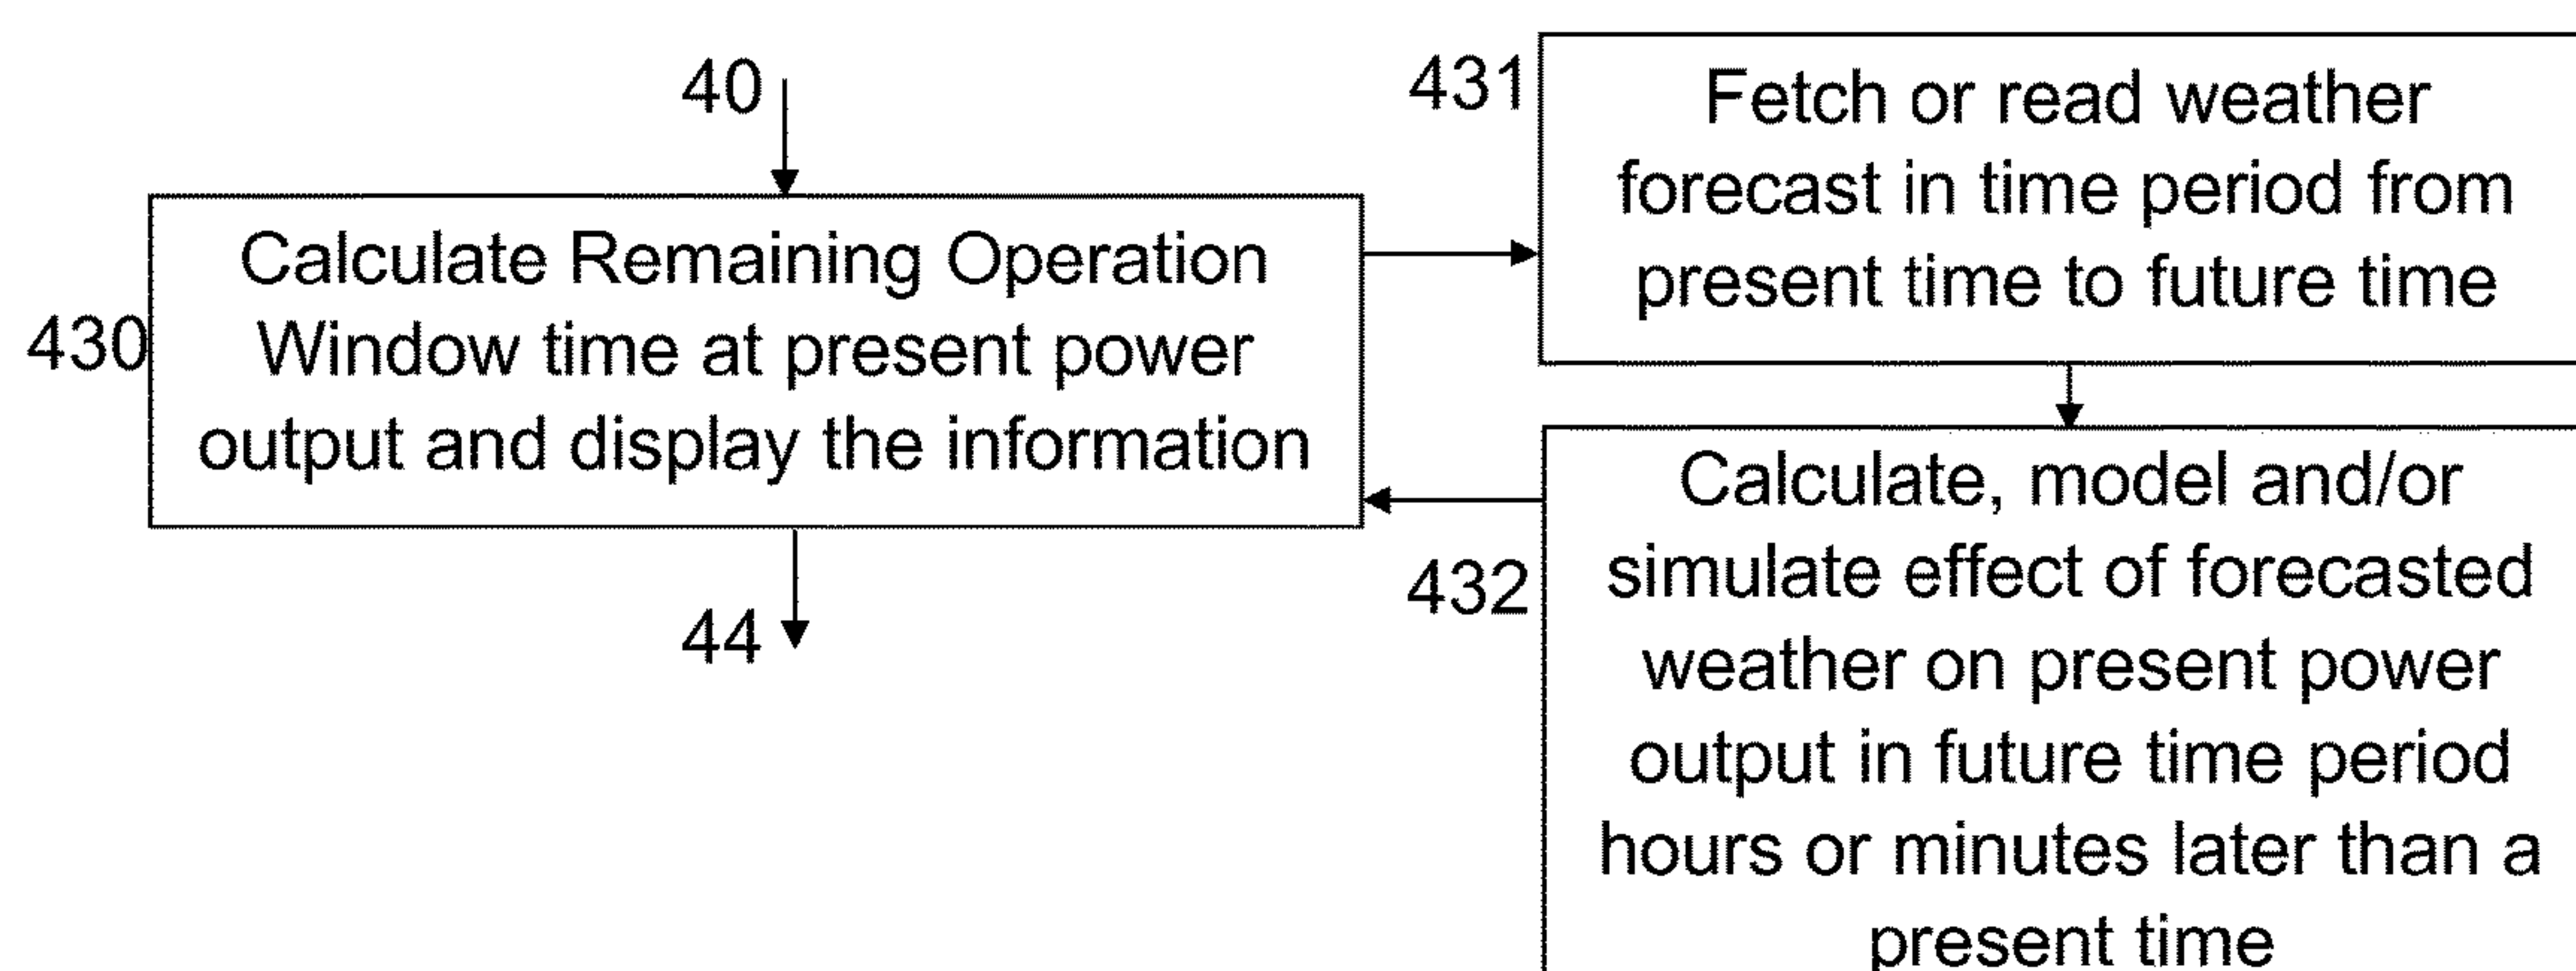 40
430
Calculate Remaining Operation
Window time at present power
output and display the information
44
431
Fetch or read weather
forecast in time period from
present time to future time
432
Calculate, model and/or
simulate effect of forecasted
weather on present power
output in future time period
hours or minutes later than a
present time